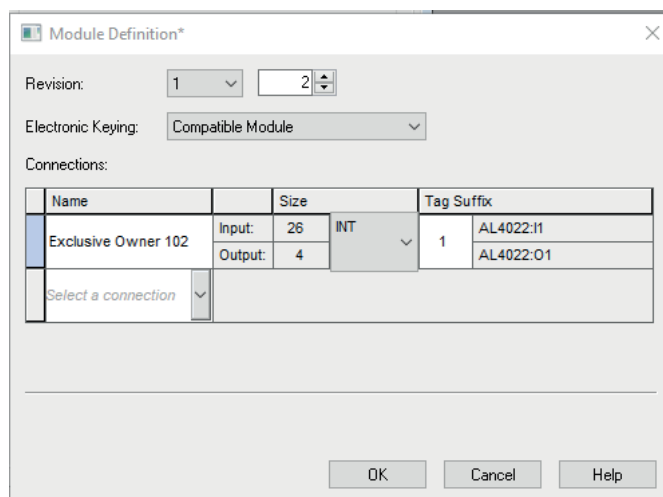 Module Definition*
Revision: 1 2
Electronic Keying: Compatible Module
Connections:
Name Size Tag Suffix
Exclusive Owner 102 Input: 26 INT 1 AL4022:I1
Output: 4 AL4022:O1
Select a connection
OK Cancel Help